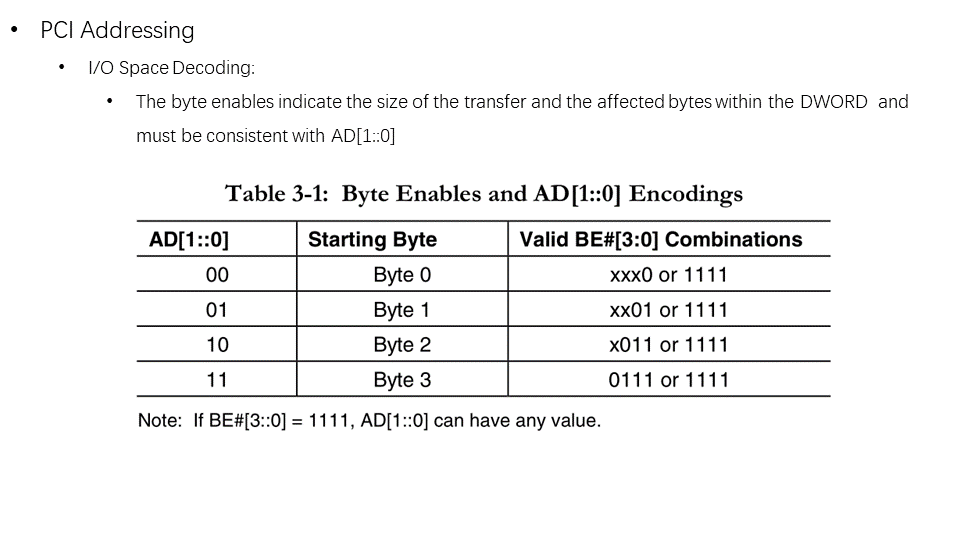 • PCI Addressing
• I/O Space Decoding:
• The byte enables indicate the size of the transfer and the affected bytes within the DWORD and
must be consistent with AD[1::0]
Table 3-1: Byte Enables and AD[1::0] Encodings
AD[1::0] Starting Byte Valid BE#[3:0] Combinations
00 Byte 0 xxx0 or 1111
01 Byte 1 xx01 or 1111
10 Byte 2 x011 or 1111
11 Byte 3 0111 or 1111
Note: If BE#[3::0] = 1111, AD[1::0] can have any value.